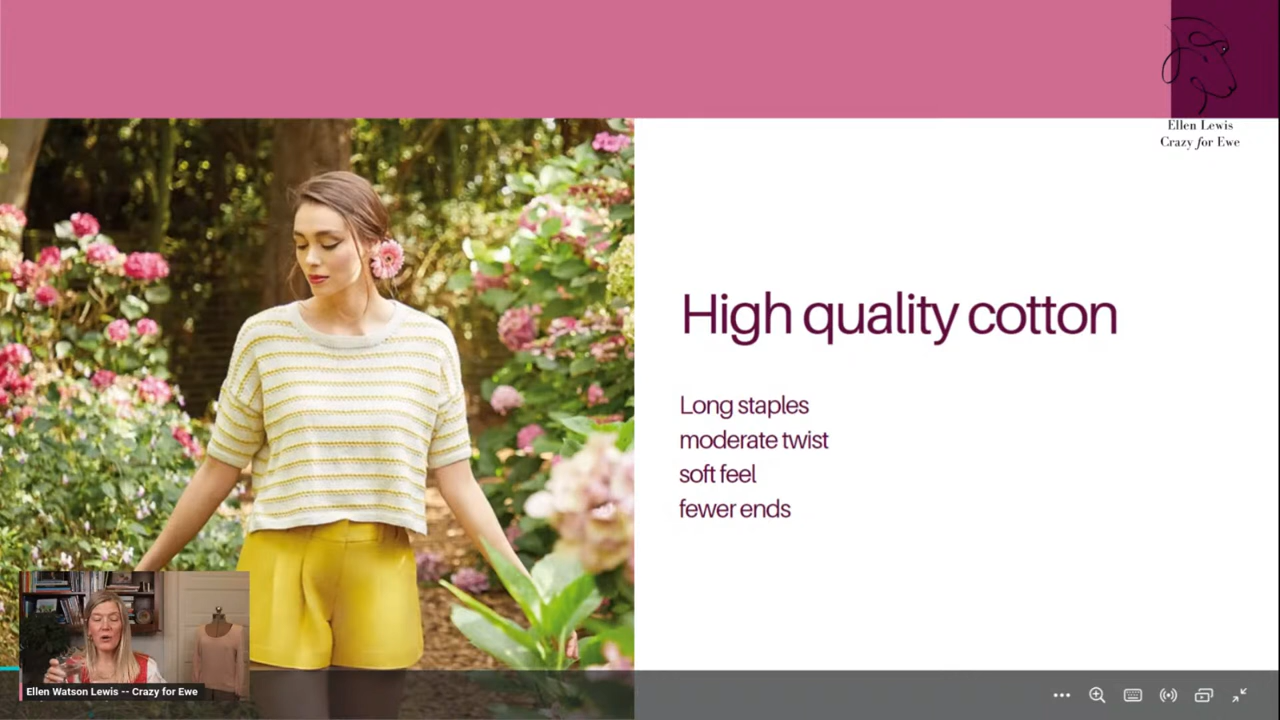 Ellen Lewis
Crazy for Ewe
High quality cotton
Long staples
moderate twist
soft feel
fewer ends
Ellen Watson Lewis -- Crazy for Ewe